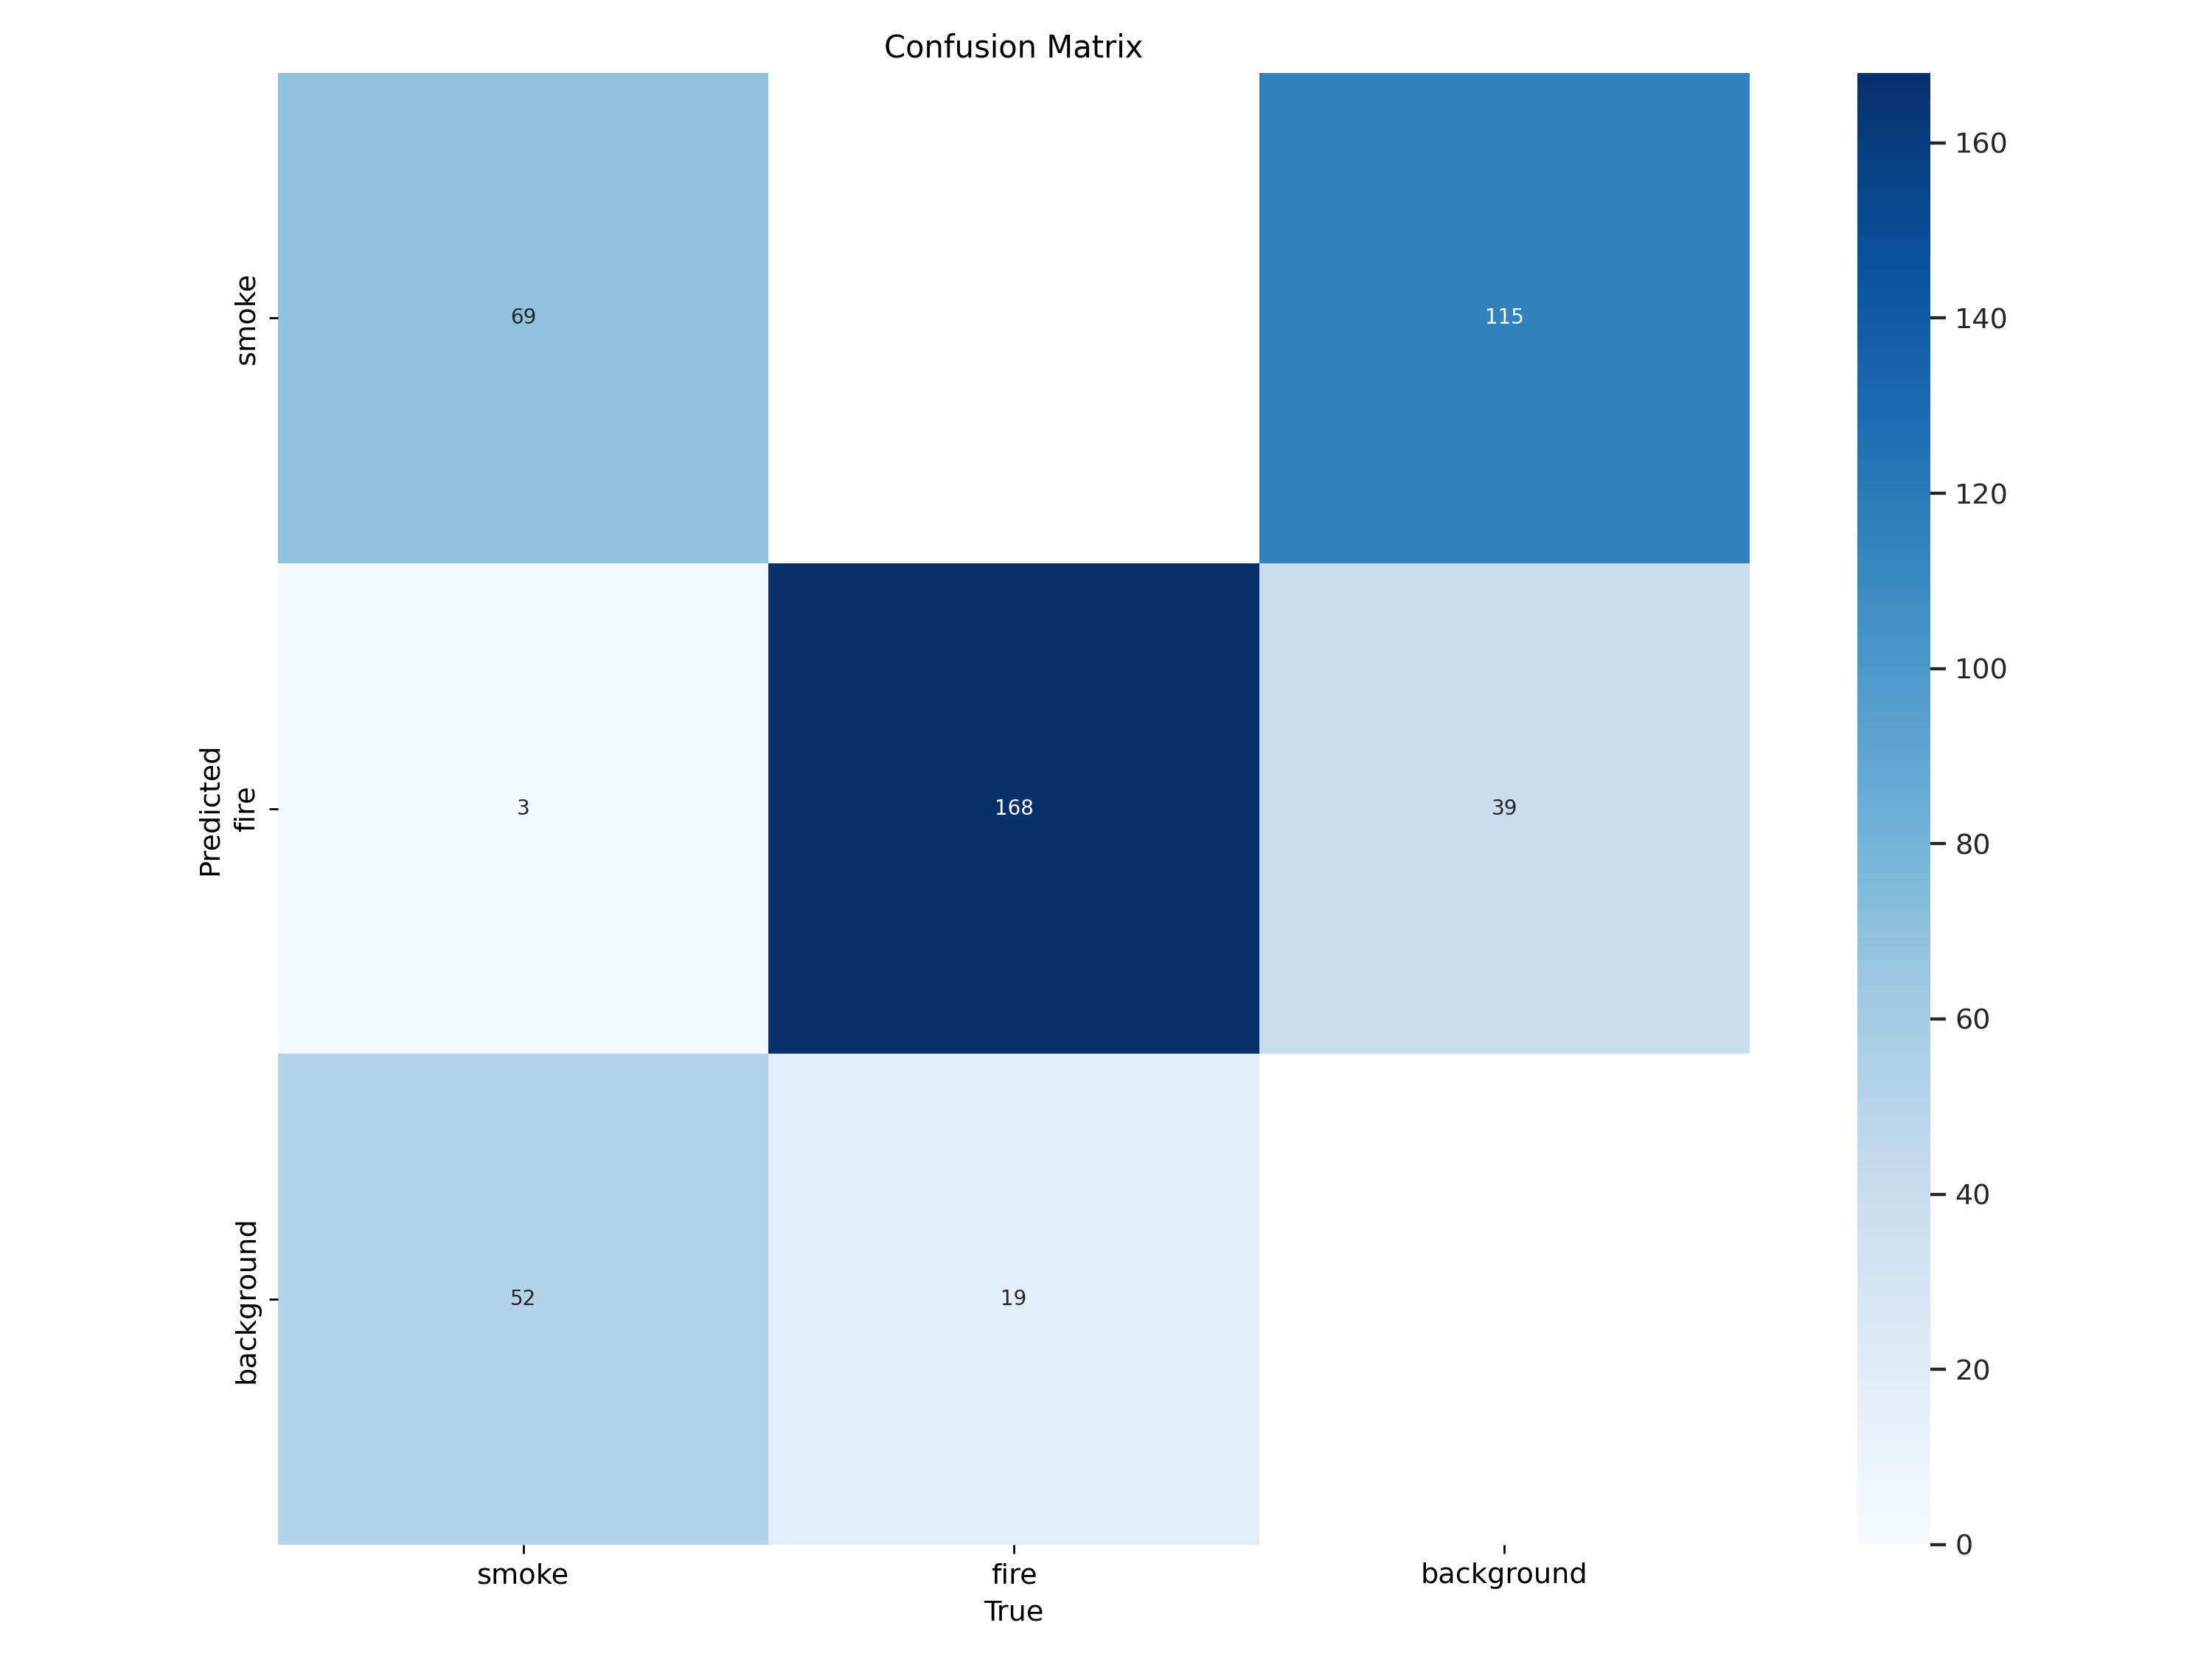 Confusion Matrix
smoke
69
115
160
140
120
100
80
60
40
20
0
Predicted
fire
3
168
39
background
52
19
smoke
fire
background
True